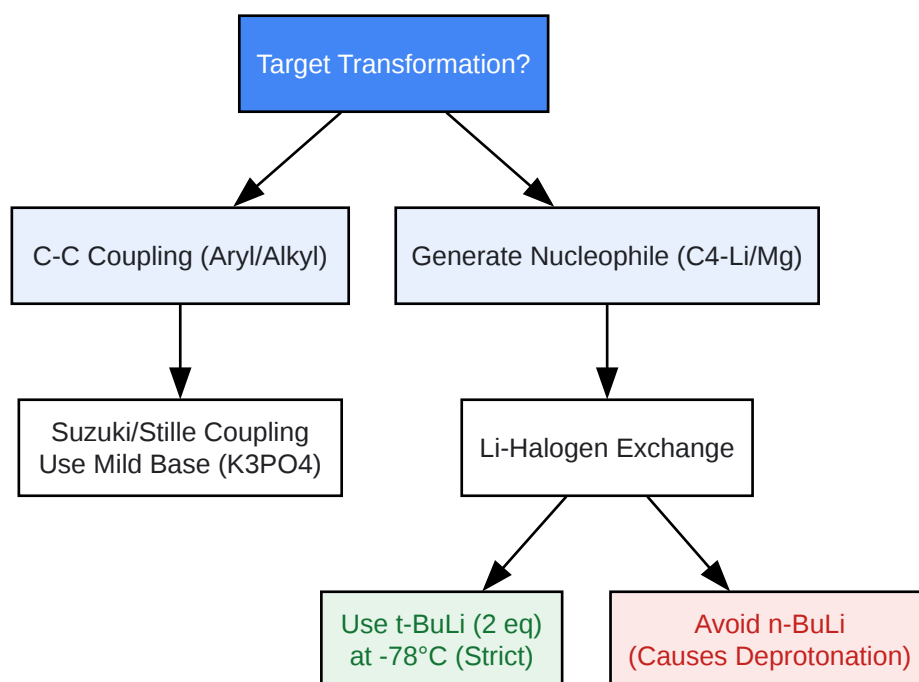 Target Transformation?
C-C Coupling (Aryl/Alkyl)
Generate Nucleophile (C4-Li/Mg)
Suzuki/Stille Coupling
Use Mild Base (K3PO4)
Li-Halogen Exchange
Use t-BuLi (2 eq)
at -78°C (Strict)
Avoid n-BuLi
(Causes Deprotonation)